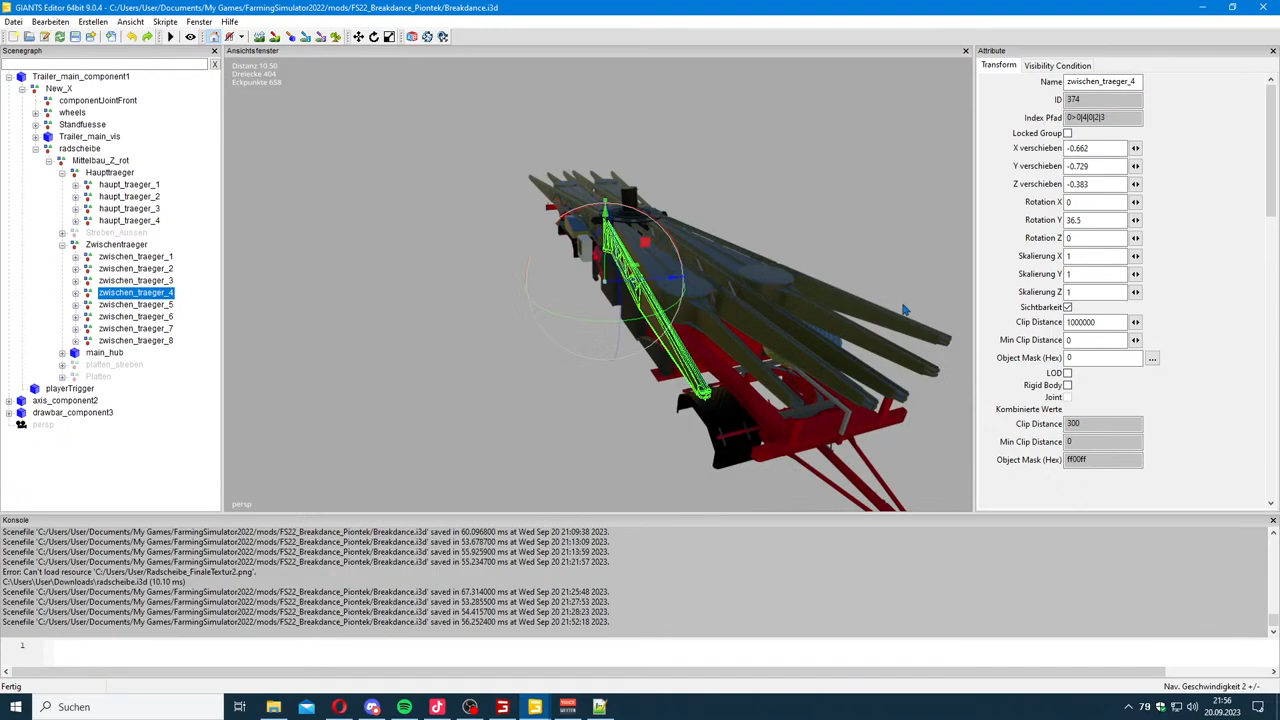 GIANTS Editor 64bit 9.0.4 - C:/Users/User/Documents/My Games/FarmingSimulator2022/mods/FS22_Breakdance_Piontek/Breakdance.i3d
Datei Bearbeiten Erstellen Ansicht Skripte Fenster Hilfe
Scenegraph
X
Trailer_main_component1
New_X
componentJointFront
wheels
Standfuesse
Trailer_main_vis
radscheibe
Mittelbau_Z_rot
Haupttraeger
haupt_traeger_1
haupt_traeger_2
haupt_traeger_3
haupt_traeger_4
Streben_Aussen
Zwischentraeger
zwischen_traeger_1
zwischen_traeger_2
zwischen_traeger_3
zwischen_traeger_4
zwischen_traeger_5
zwischen_traeger_6
zwischen_traeger_7
zwischen_traeger_8
main_hub
platten_streben
Platten
playerTrigger
axis_component2
drawbar_component3
persp
Ansichtsfenster
Distanz 10.50
Dreiecke 404
Eckpunkte 658
persp
Attribute
Transform Visibility Condition
Name zwischen_traeger_4
ID 374
Index Pfad 0>0|4|0|2|3
Locked Group
X verschieben -0.662
Y verschieben -0.729
Z verschieben -0.383
Rotation X 0
Rotation Y 36.5
Rotation Z 0
Skalierung X 1
Skalierung Y 1
Skalierung Z 1
Sichtbarkeit
Clip Distance 1000000
Min Clip Distance 0
Object Mask (Hex) 0 ...
LOD
Rigid Body
Joint
Kombinierte Werte
Clip Distance 300
Min Clip Distance 0
Object Mask (Hex) ff00ff
Konsole
Scenefile 'C:/Users/User/Documents/My Games/FarmingSimulator2022/mods/FS22_Breakdance_Piontek/Breakdance.i3d' saved in 60.096800 ms at Wed Sep 20 21:09:38 2023.
Scenefile 'C:/Users/User/Documents/My Games/FarmingSimulator2022/mods/FS22_Breakdance_Piontek/Breakdance.i3d' saved in 53.678700 ms at Wed Sep 20 21:13:09 2023.
Scenefile 'C:/Users/User/Documents/My Games/FarmingSimulator2022/mods/FS22_Breakdance_Piontek/Breakdance.i3d' saved in 55.925900 ms at Wed Sep 20 21:13:59 2023.
Scenefile 'C:/Users/User/Documents/My Games/FarmingSimulator2022/mods/FS22_Breakdance_Piontek/Breakdance.i3d' saved in 55.234700 ms at Wed Sep 20 21:21:57 2023.
Error: Can't load resource 'C:/Users/User/Radscheibe_FinaleTextur2.png'.
C:\Users\User\Downloads\radscheibe.i3d (10.10 ms)
Scenefile 'C:/Users/User/Documents/My Games/FarmingSimulator2022/mods/FS22_Breakdance_Piontek/Breakdance.i3d' saved in 67.314000 ms at Wed Sep 20 21:25:48 2023.
Scenefile 'C:/Users/User/Documents/My Games/FarmingSimulator2022/mods/FS22_Breakdance_Piontek/Breakdance.i3d' saved in 53.285500 ms at Wed Sep 20 21:27:53 2023.
Scenefile 'C:/Users/User/Documents/My Games/FarmingSimulator2022/mods/FS22_Breakdance_Piontek/Breakdance.i3d' saved in 54.415700 ms at Wed Sep 20 21:28:23 2023.
Scenefile 'C:/Users/User/Documents/My Games/FarmingSimulator2022/mods/FS22_Breakdance_Piontek/Breakdance.i3d' saved in 56.252400 ms at Wed Sep 20 21:52:18 2023.
1
Fertig
Nav. Geschwindigkeit 2 +/-
Suchen
79
21:56
20.09.2023